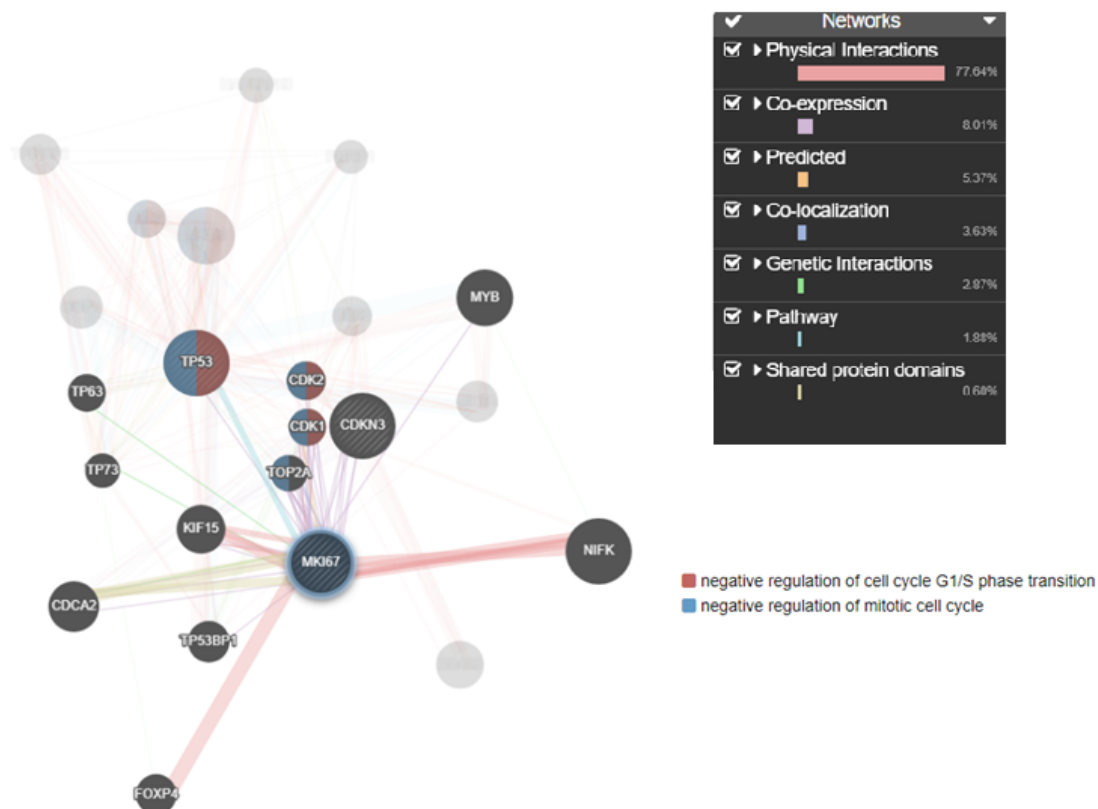 Networks
Physical Interactions
77.64%
Co-expression
8.01%
Predicted
5.37%
Co-localization
3.63%
Genetic Interactions
2.87%
Pathway
1.88%
Shared protein domains
0.60%
MYB
TP53
CDK2
TP63
CDK1
CDKN3
TP73
TOP2A
KIF15
MKI67
NIFK
CDCA2
TP53BP1
FOXP4
negative regulation of cell cycle G1/S phase transition
negative regulation of mitotic cell cycle